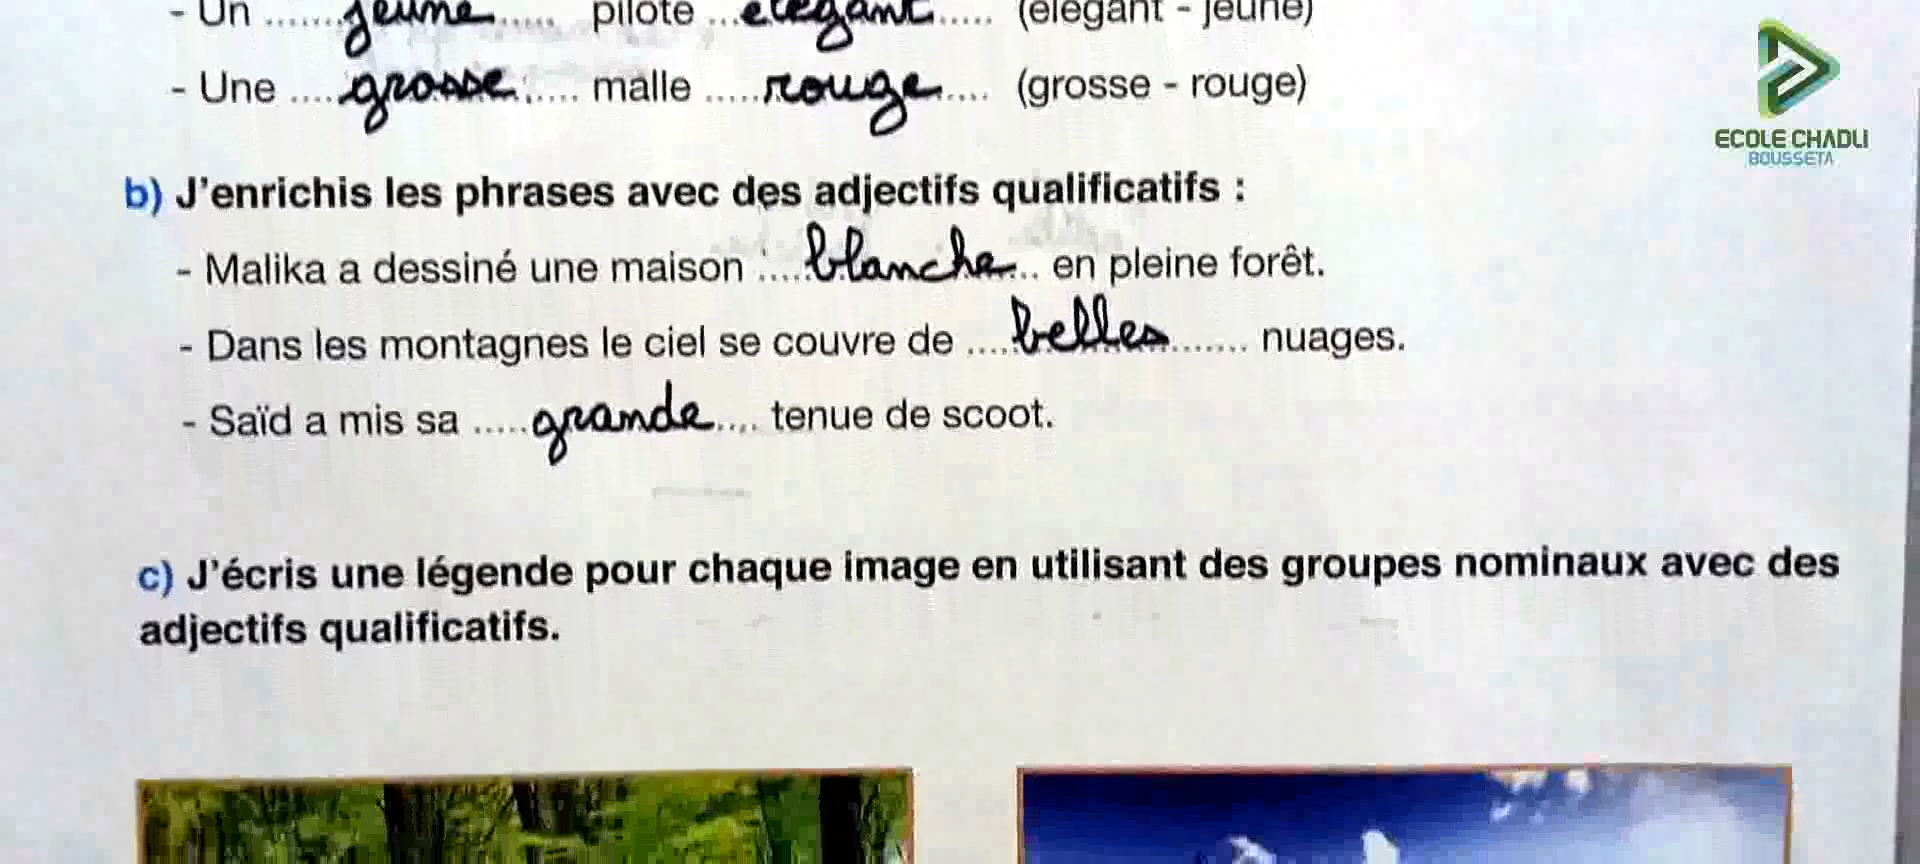 - Un ...... jeune ..... pilote ... élégant ..... (élégant - jeune)
- Une .... grosse ...... malle ..... rouge .... (grosse - rouge)
ECOLE CHADLI
BOUSSETA
b) J'enrichis les phrases avec des adjectifs qualificatifs :
- Malika a dessiné une maison ..... blanche ... en pleine forêt.
- Dans les montagnes le ciel se couvre de .... belles ........ nuages.
- Saïd a mis sa ..... grande .... tenue de scoot.
c) J'écris une légende pour chaque image en utilisant des groupes nominaux avec des
adjectifs qualificatifs.